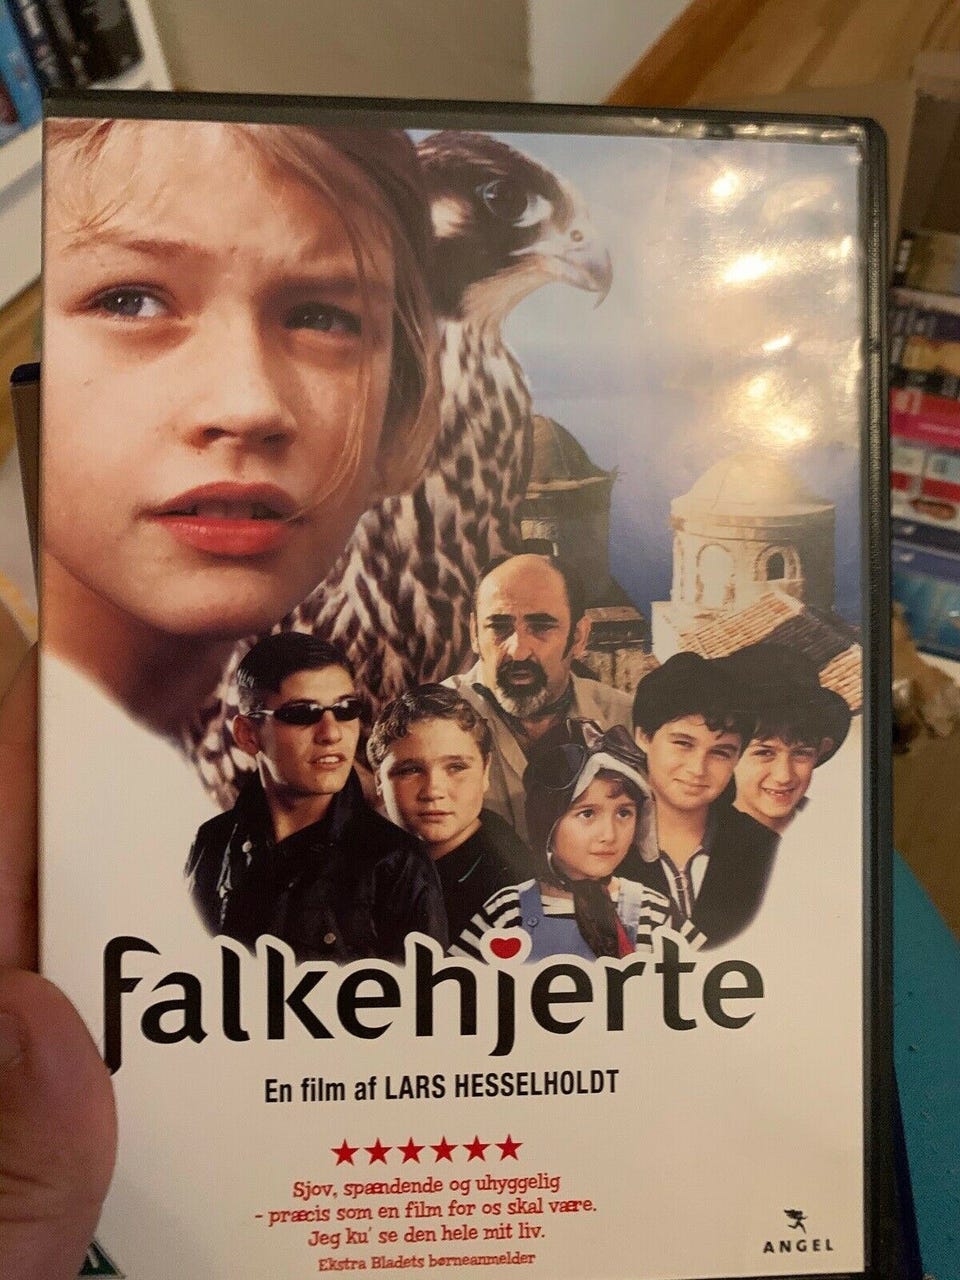 falkehjerte
En film af LARS HESSELHOLDT
Sjov, spændende og uhyggelig
- præcis som en film for os skal være.
Jeg ku' se den hele mit liv.
Ekstra Bladets børneanmelder
ANGEL